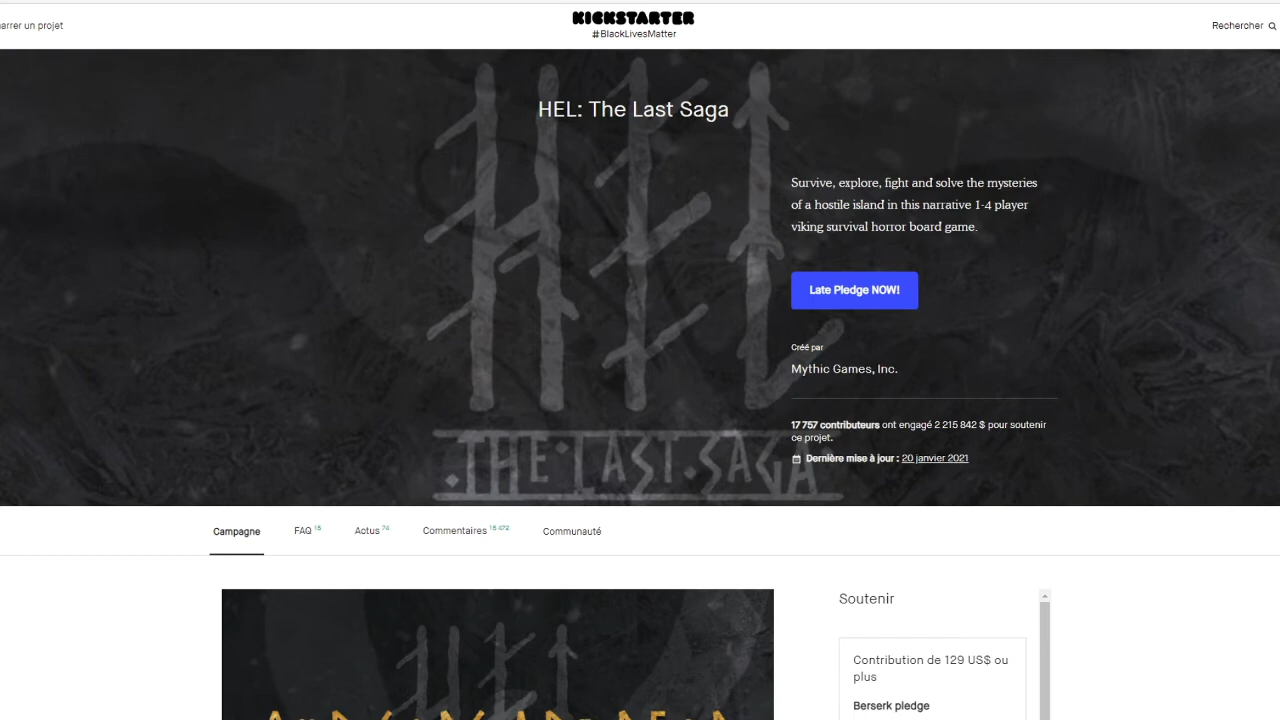 arrer un projet
KICKSTARTER
#BlackLivesMatter
Rechercher
HEL: The Last Saga
Survive, explore, fight and solve the mysteries
of a hostile island in this narrative 1-4 player
viking survival horror board game.
Late Pledge NOW!
Créé par
Mythic Games, Inc.
17 757 contributeurs ont engagé 2 215 842 $ pour soutenir
ce projet.
Dernière mise à jour : 20 janvier 2021
HEL
·THE·LAST·SAGA·
Campagne
FAQ 15
Actus 74
Commentaires 15 472
Communauté
Soutenir
Contribution de 129 US$ ou
plus
Berserk pledge